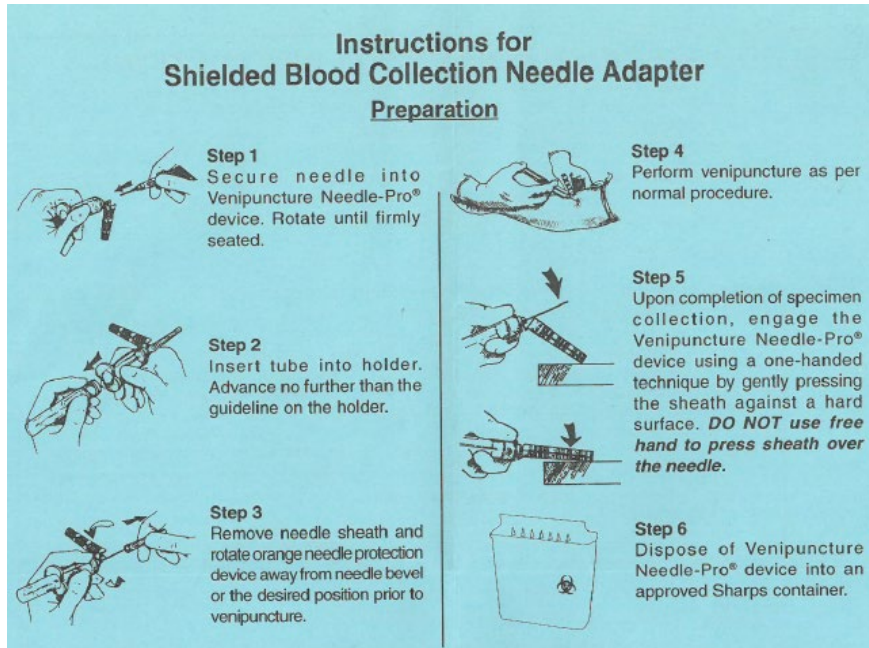 Instructions for
Shielded Blood Collection Needle Adapter
Preparation
Step 1
Secure needle into
Venipuncture Needle-Pro®
device. Rotate until firmly
seated.
Step 2
Insert tube into holder.
Advance no further than the
guideline on the holder.
Step 3
Remove needle sheath and
rotate orange needle protection
device away from needle bevel
or the desired position prior to
venipuncture.
Step 4
Perform venipuncture as per
normal procedure.
Step 5
Upon completion of specimen
collection, engage the
Venipuncture Needle-Pro®
device using a one-handed
technique by gently pressing
the sheath against a hard
surface. DO NOT use free
hand to press sheath over
the needle.
Step 6
Dispose of Venipuncture
Needle-Pro® device into an
approved Sharps container.